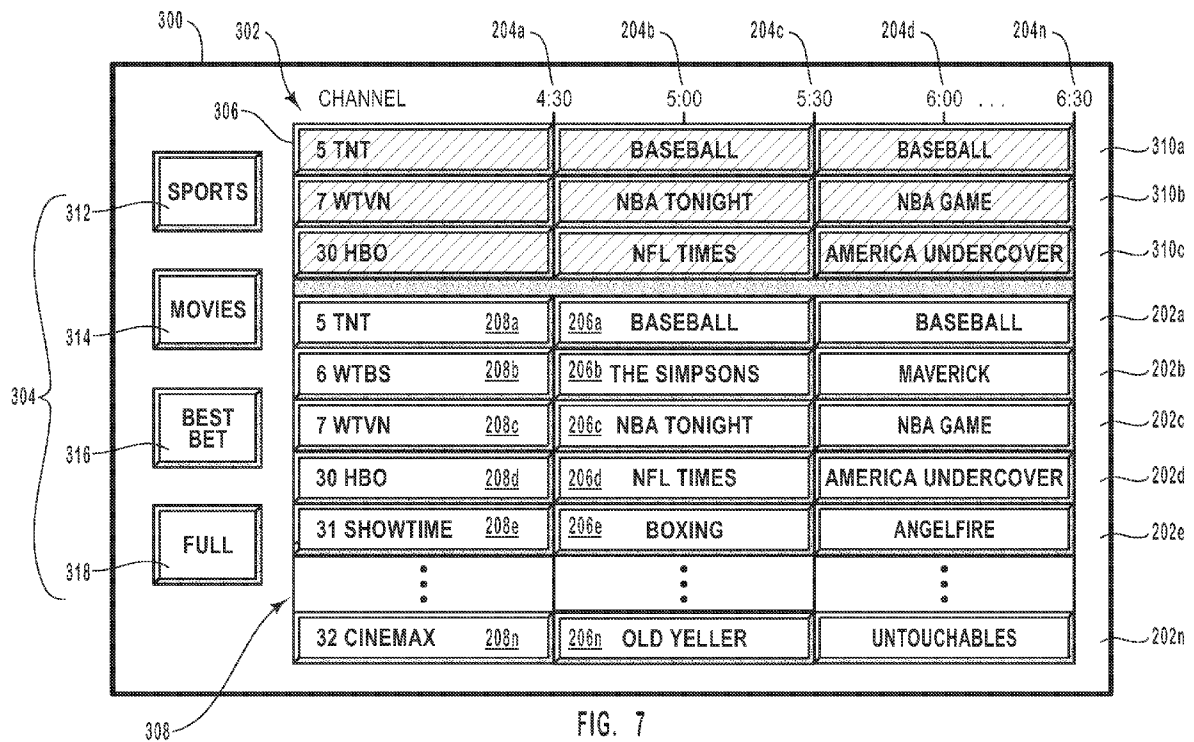 300
302
204a 204b 204c 204d 204n
CHANNEL 4:30 5:00 5:30 6:00 ... 6:30
306
5 TNT BASEBALL BASEBALL 310a
SPORTS
312
7 WTVN NBA TONIGHT NBA GAME 310b
30 HBO NFL TIMES AMERICA UNDERCOVER 310c
MOVIES
314
5 TNT 208a 206a BASEBALL BASEBALL 202a
304
6 WTBS 208b 206b THE SIMPSONS MAVERICK 202b
BEST
BET
316
7 WTVN 208c 206c NBA TONIGHT NBA GAME 202c
30 HBO 208d 206d NFL TIMES AMERICA UNDERCOVER 202d
FULL
318
31 SHOWTIME 208e 206e BOXING ANGELFIRE 202e
32 CINEMAX 208n 206n OLD YELLER UNTOUCHABLES 202n
308
FIG. 7